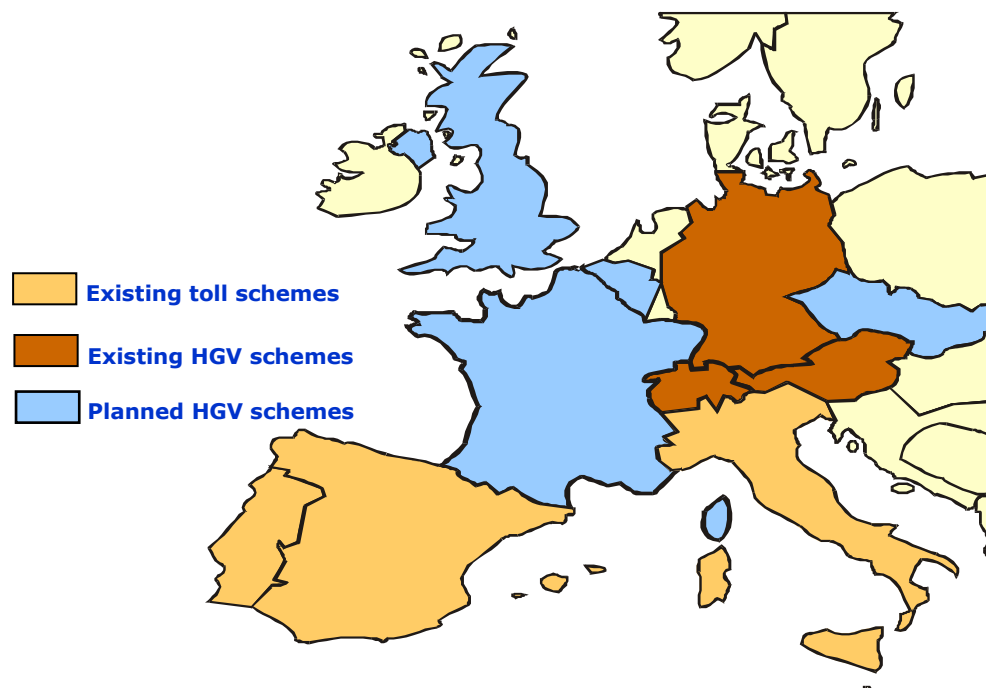 Existing toll schemes
Existing HGV schemes
Planned HGV schemes